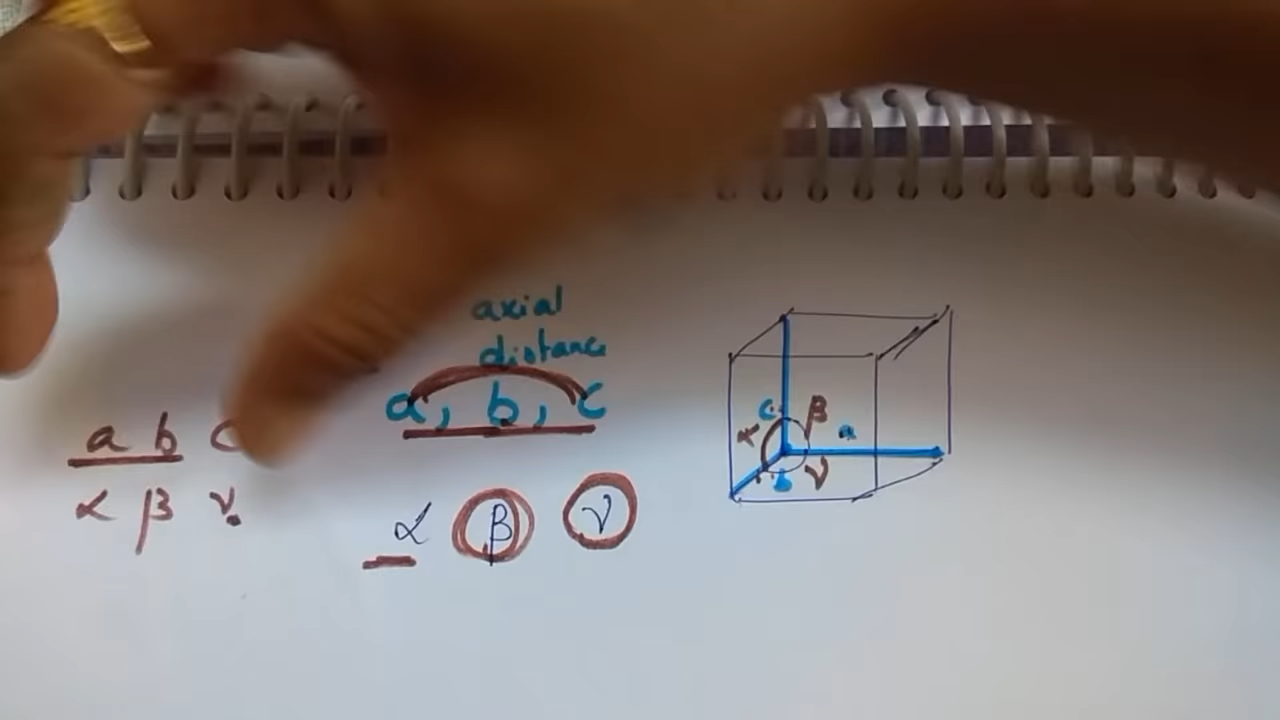 axial
distance
a, b, c
a b c
α β γ
α β γ
c β
α a
b γ